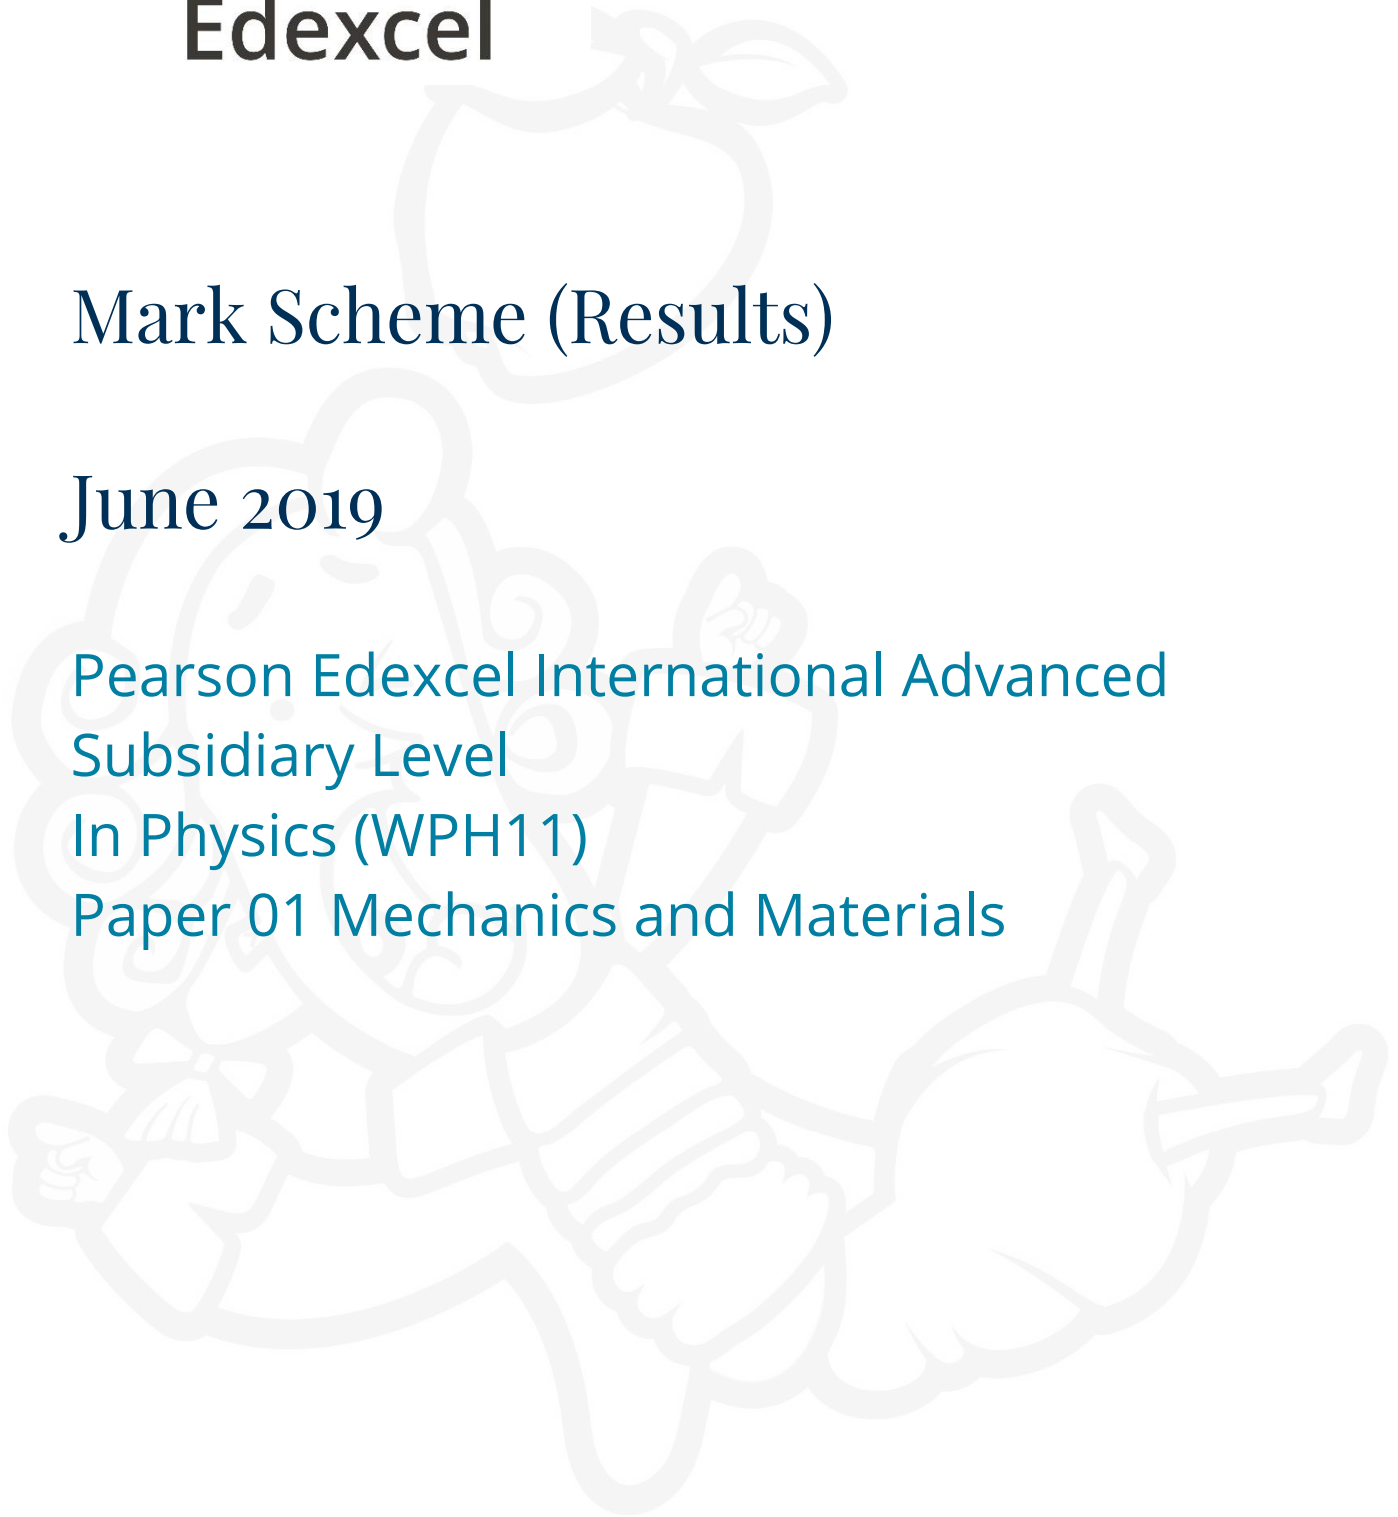 Edexcel
Mark Scheme (Results)
June 2019
Pearson Edexcel International Advanced
Subsidiary Level
In Physics (WPH11)
Paper 01 Mechanics and Materials